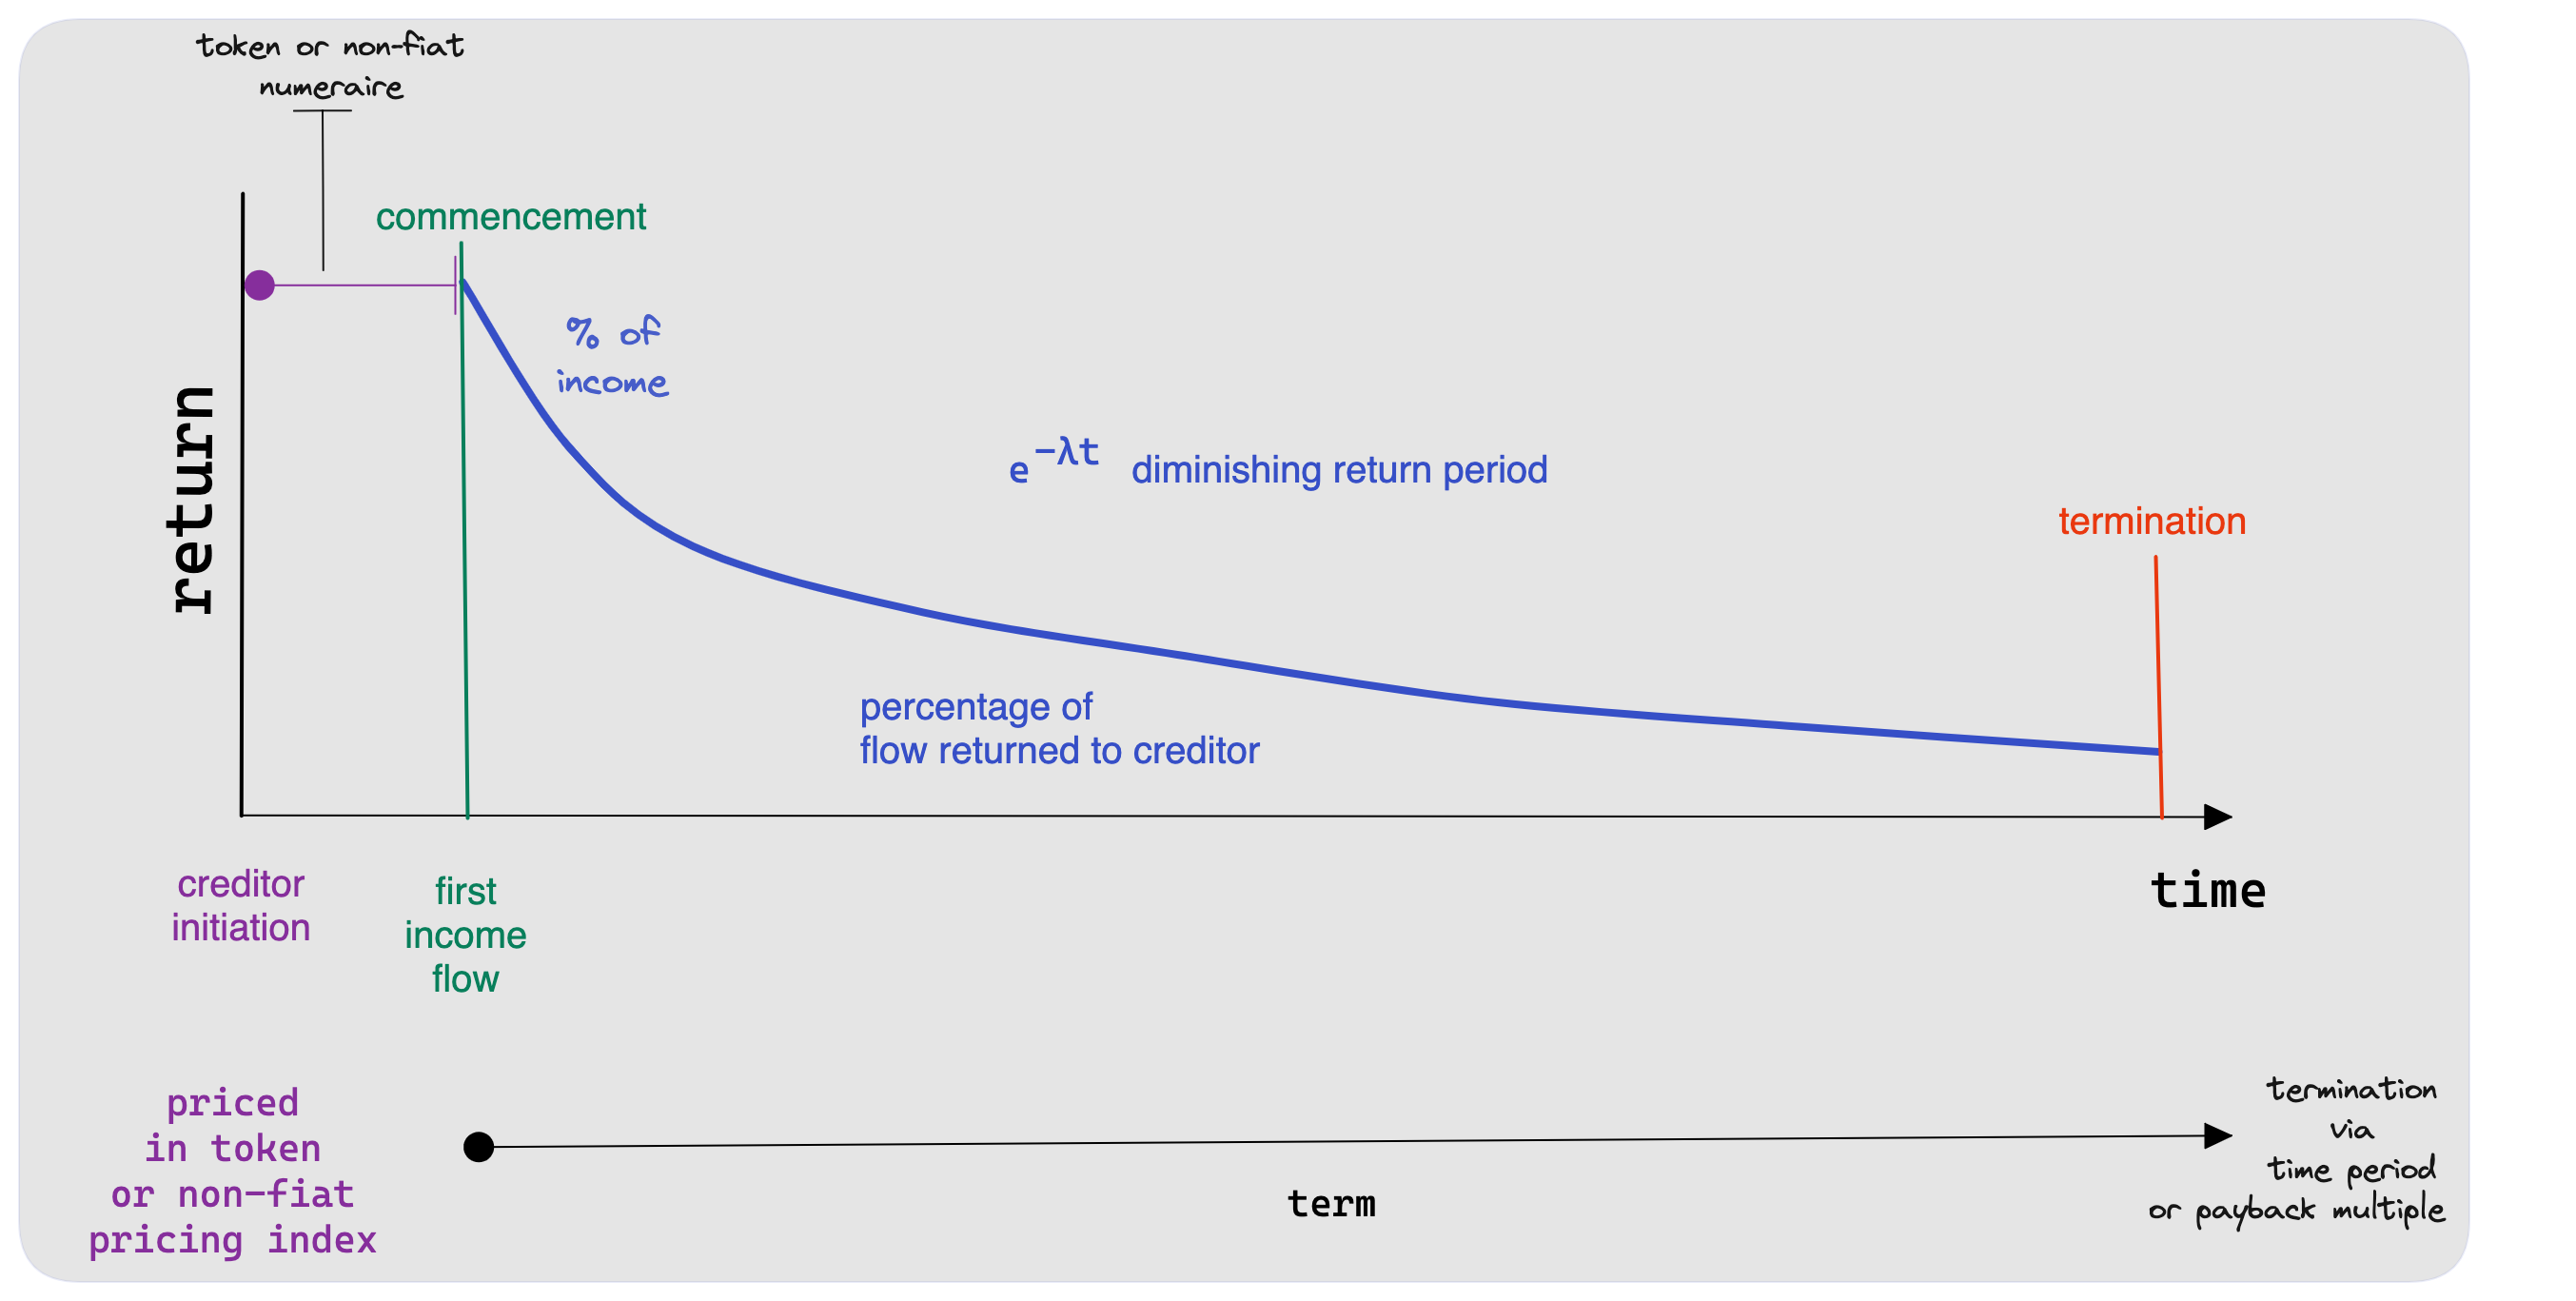 token or non-fiat
numeraire
commencement
% of
income
return
e^-λt diminishing return period
termination
percentage of
flow returned to creditor
time
creditor
initiation
first
income
flow
priced
in token
or non-fiat
pricing index
term
termination
via
time period
or payback multiple